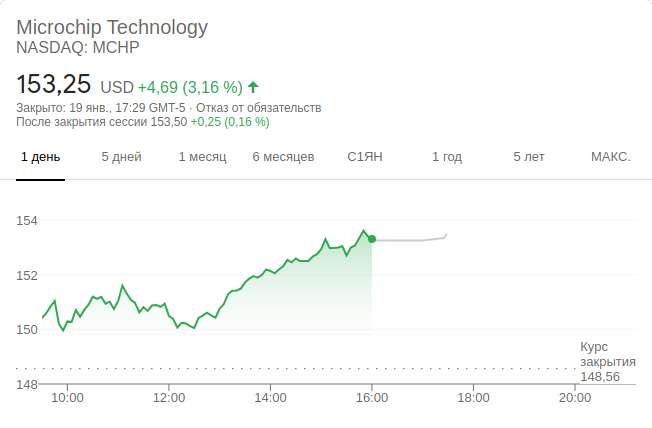 Microchip Technology
NASDAQ: MCHP
153,25 USD +4,69 (3,16 %)
Закрыто: 19 янв., 17:29 GMT-5 · Отказ от обязательств
После закрытия сессии 153,50 +0,25 (0,16 %)
1 день 5 дней 1 месяц 6 месяцев С1ЯН 1 год 5 лет МАКС.
154
152
150
Курс
закрытия
148,56
148
10:00 12:00 14:00 16:00 18:00 20:00